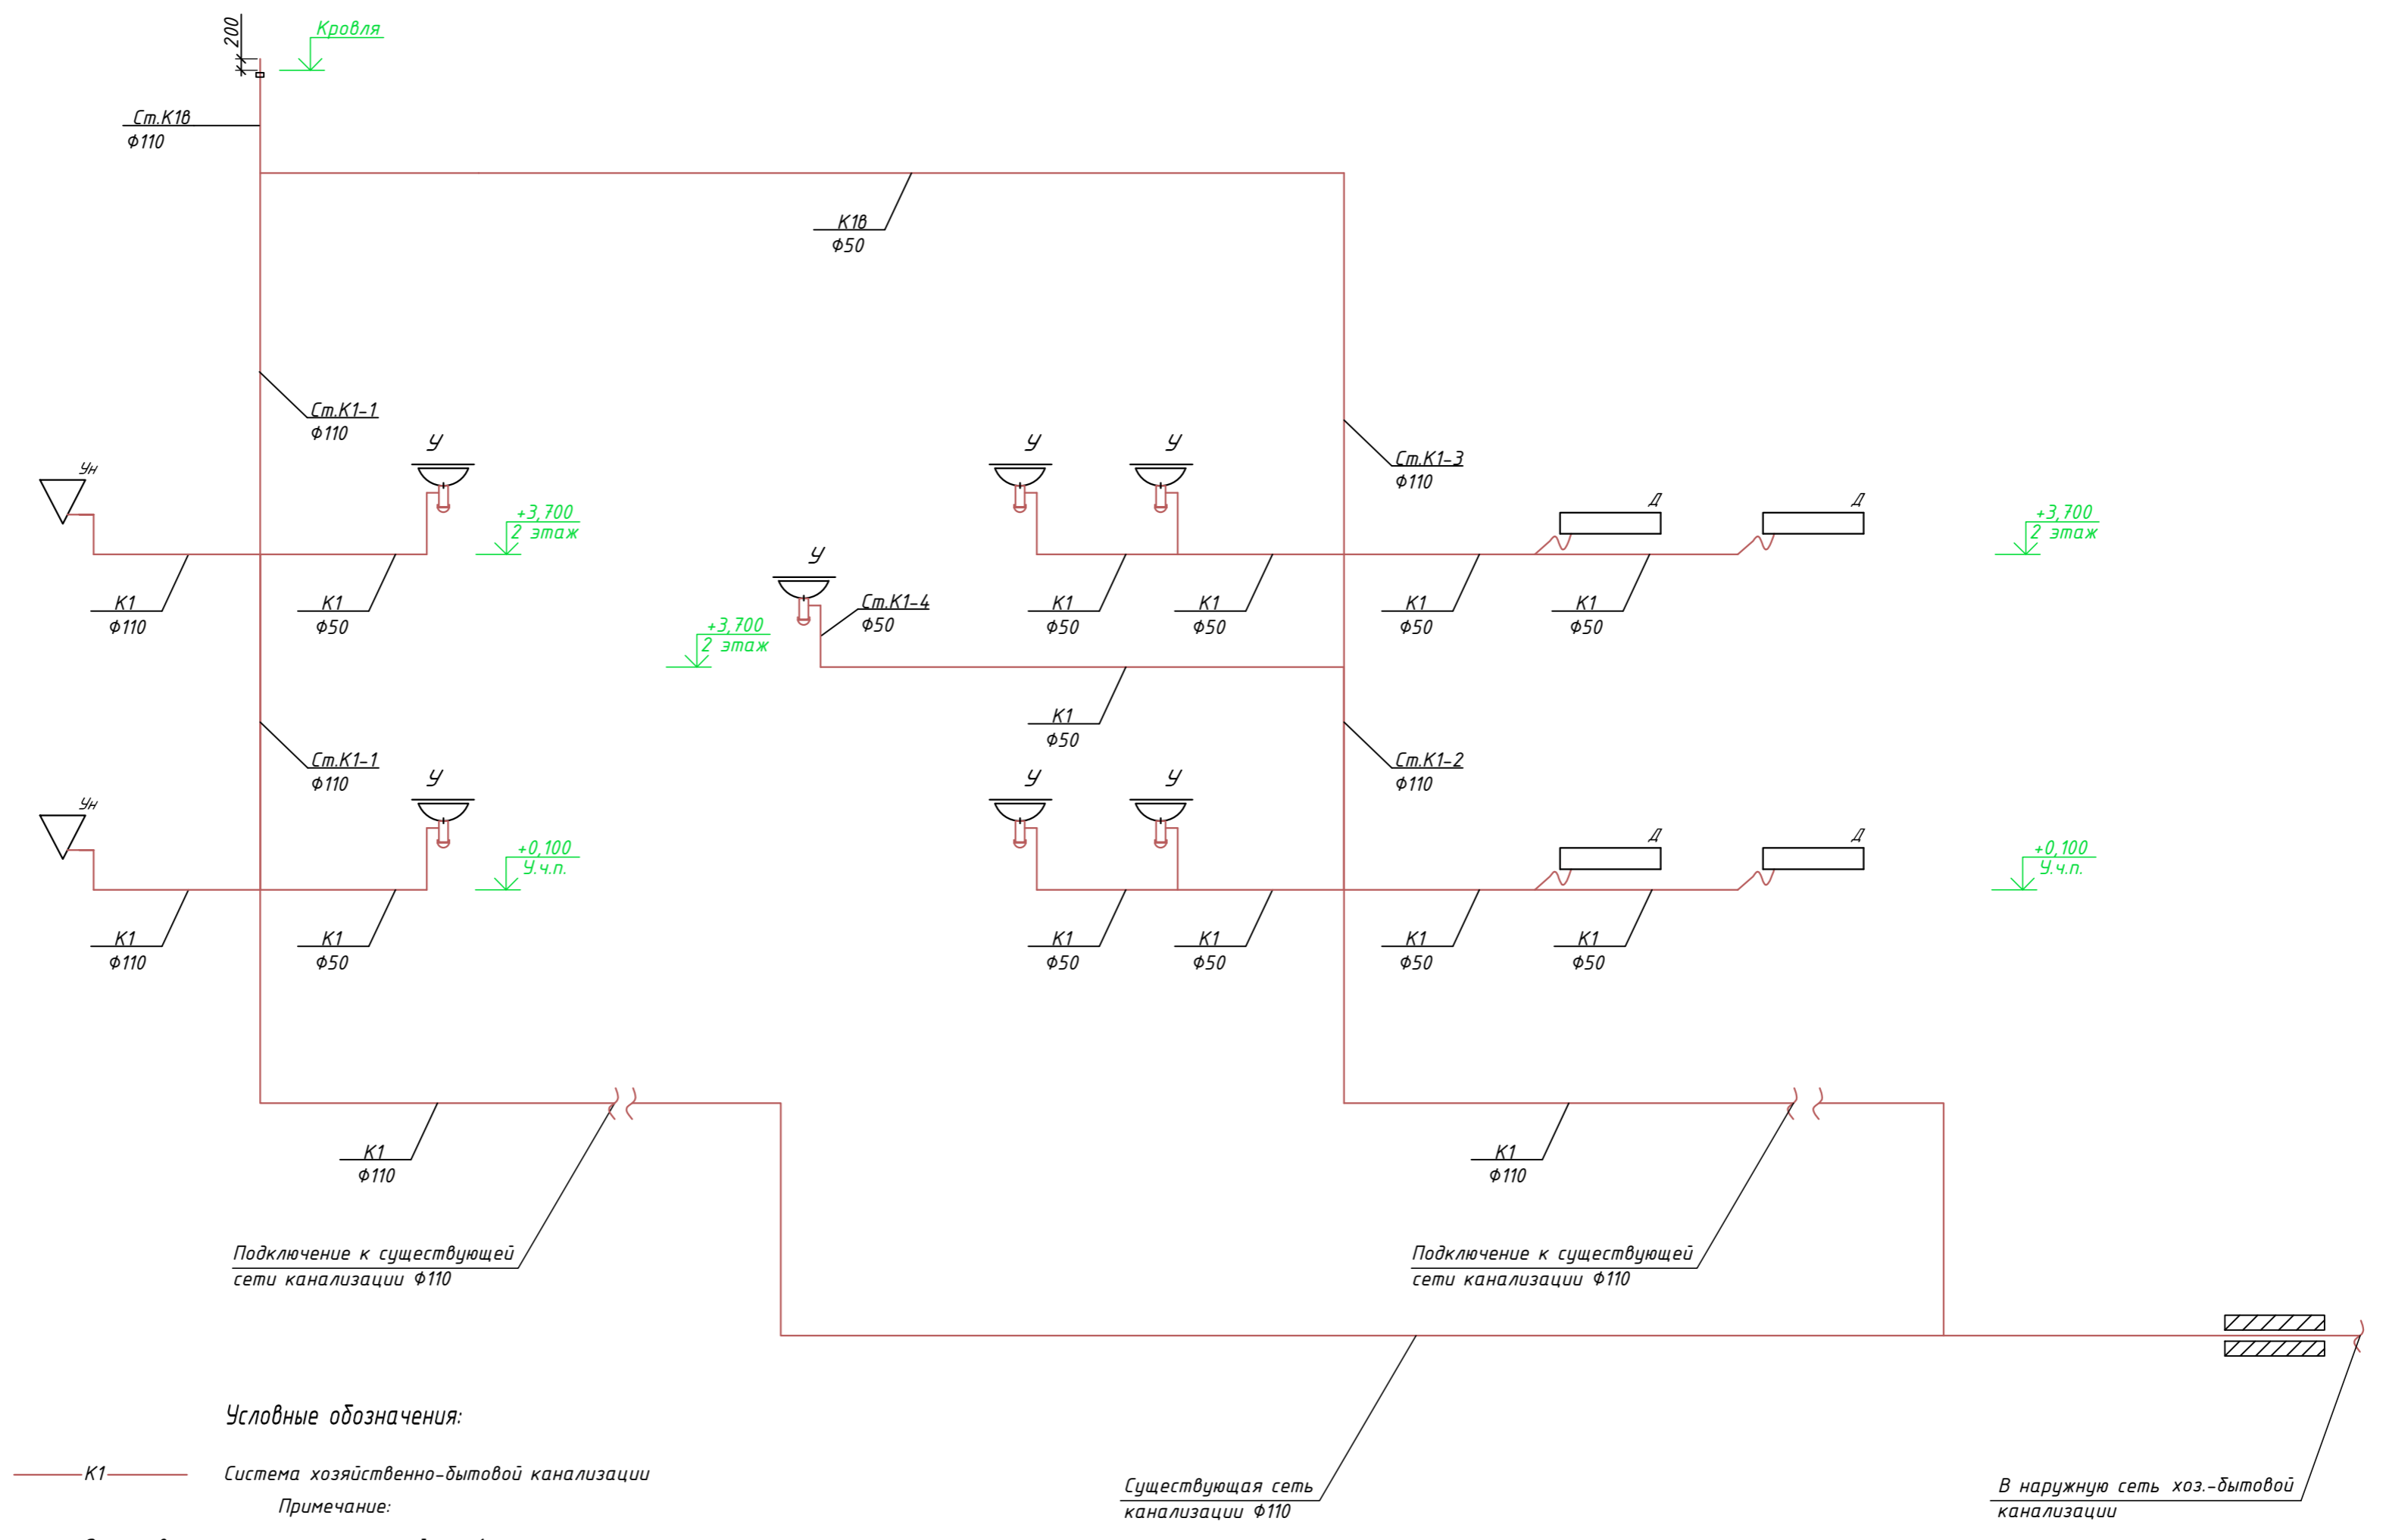 200
Кровля
Ст.К1в
Ф110
К1в
Ф50
Ст.К1-1
Ф110
У
У
У
Ст.К1-3
Ф110
Ун
Д
Д
+3,700
2 этаж
+3,700
2 этаж
У
К1
Ф110
К1
Ф50
Ст.К1-4
Ф50
К1
Ф50
К1
Ф50
К1
Ф50
К1
Ф50
+3,700
2 этаж
К1
Ф50
Ст.К1-1
Ф110
Ст.К1-2
Ф110
У
У
У
Ун
Д
Д
+0,100
У.ч.п.
+0,100
У.ч.п.
К1
Ф110
К1
Ф50
К1
Ф50
К1
Ф50
К1
Ф50
К1
Ф50
К1
Ф110
К1
Ф110
Подключение к существующей
сети канализации Ф110
Подключение к существующей
сети канализации Ф110
Условные обозначения:
К1
Система хозяйственно-бытовой канализации
Примечание:
Существующая сеть
канализации Ф110
В наружную сеть хоз.-бытовой
канализации